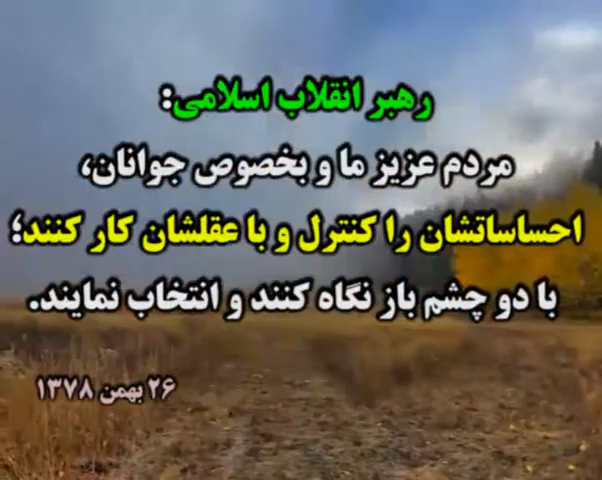 رهبر انقلاب اسلامی:
مردم عزیز ما و بخصوص جوانان،
احساساتشان را کنترل و با عقلشان کار کنند؛
با دو چشم باز نگاه کنند و انتخاب نمایند.
۲۶ بهمن ۱۳۷۸